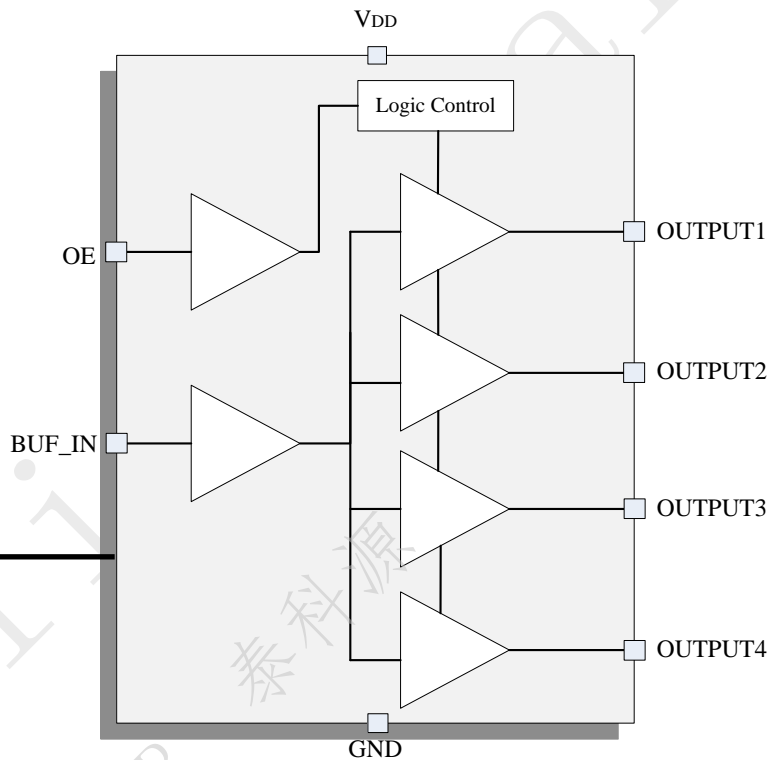 VDD
Logic Control
OE
OUTPUT1
OUTPUT2
BUF_IN
OUTPUT3
OUTPUT4
GND
泰科源